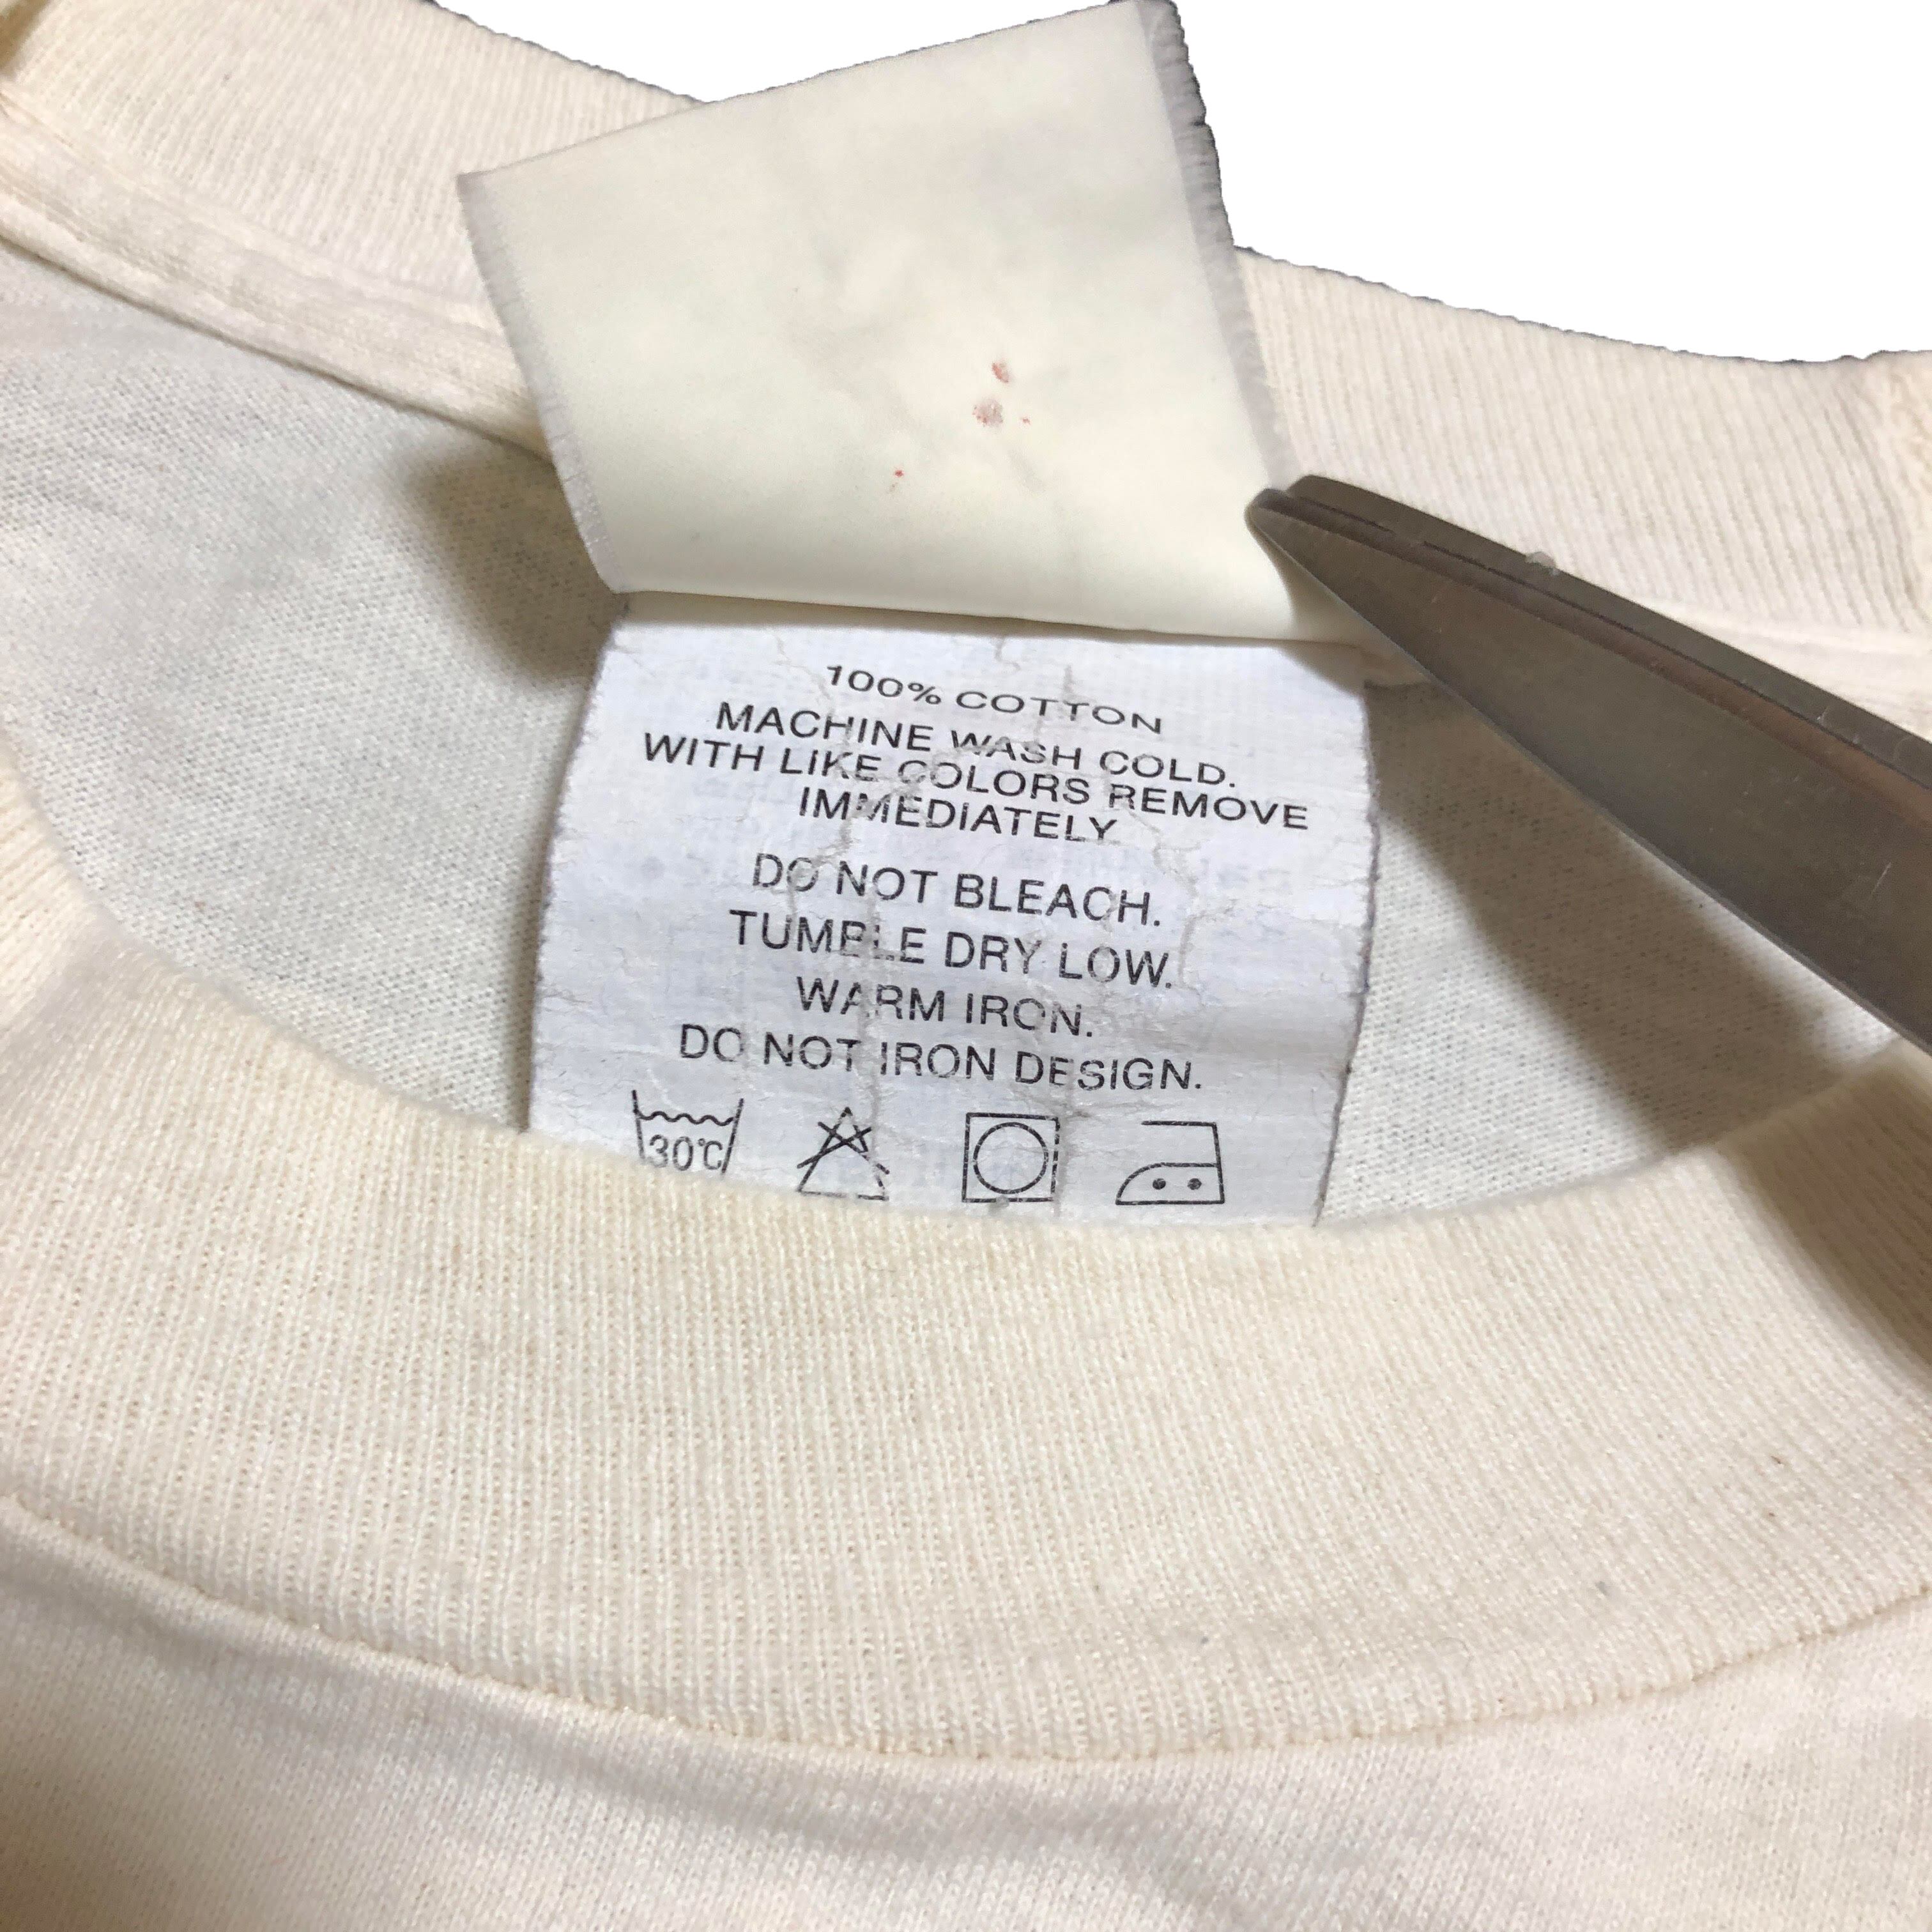 100% COTTON
MACHINE WASH COLD.
WITH LIKE COLORS REMOVE
IMMEDIATELY
DO NOT BLEACH.
TUMBLE DRY LOW.
WARM IRON.
DO NOT IRON DESIGN.
30°C